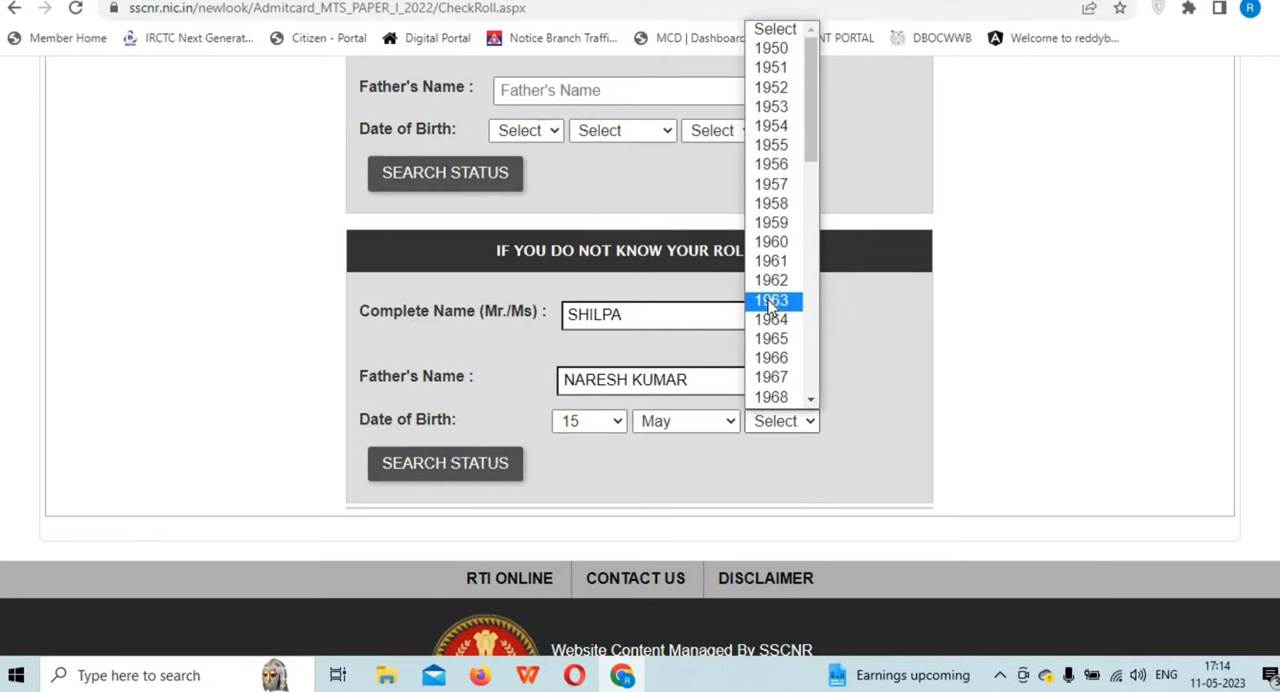 sscnr.nic.in/newlook/Admitcard_MTS_PAPER_I_2022/CheckRoll.aspx
R
Member Home IRCTC Next Generat... Citizen - Portal Digital Portal Notice Branch Traffi... MCD | Dashboard NT PORTAL DBOCWWB Welcome to reddyb...
Select
1950
1951
1952
1953
1954
1955
1956
1957
1958
1959
1960
1961
1962
1963
1964
1965
1966
1967
1968
Father's Name : Father's Name
Date of Birth: Select Select Select
SEARCH STATUS
IF YOU DO NOT KNOW YOUR ROL
Complete Name (Mr./Ms) : SHILPA
Father's Name : NARESH KUMAR
Date of Birth: 15 May Select
SEARCH STATUS
RTI ONLINE CONTACT US DISCLAIMER
Website Content Managed By SSCNR
Type here to search Earnings upcoming ENG 17:14
11-05-2023